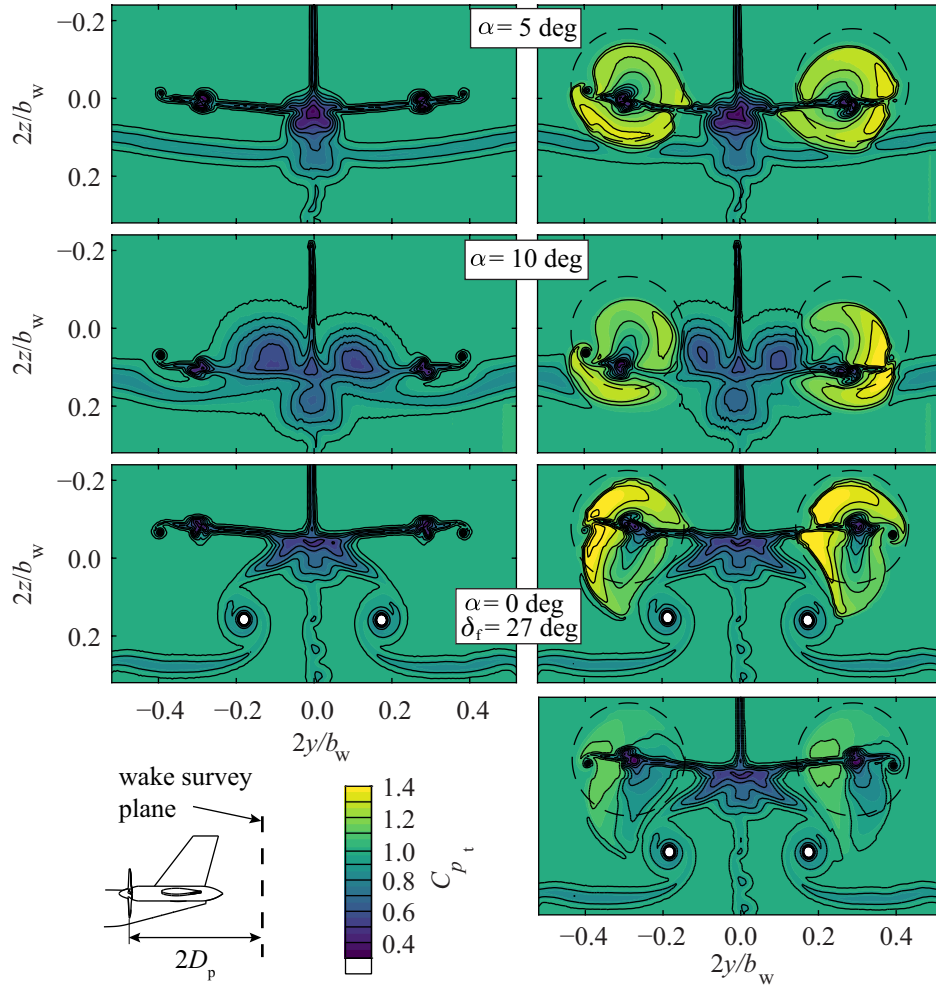 −0.2
0.0
0.2
2z/b_w
α = 5 deg
−0.2
0.0
0.2
2z/b_w
α = 10 deg
−0.2
0.0
0.2
2z/b_w
α = 0 deg
δ_f = 27 deg
−0.4 −0.2 0.0 0.2 0.4
2y/b_w
wake survey
plane
2D_p
1.4
1.2
1.0
0.8
0.6
0.4
C_p_t
−0.4 −0.2 0.0 0.2 0.4
2y/b_w